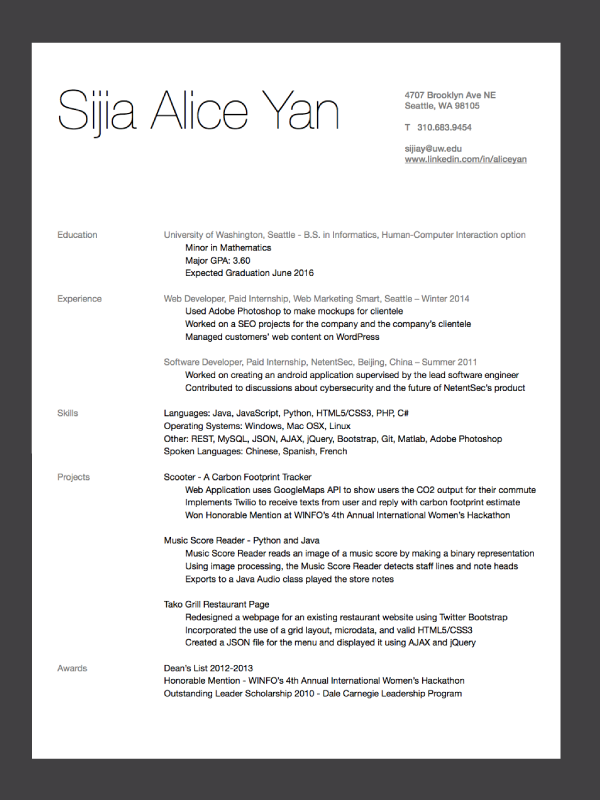 Sijia Alice Yan
4707 Brooklyn Ave NE
Seattle, WA 98105
T 310.683.9454
sijiay@uw.edu
www.linkedin.com/in/aliceyan
Education
University of Washington, Seattle - B.S. in Informatics, Human-Computer Interaction option
Minor in Mathematics
Major GPA: 3.60
Expected Graduation June 2016
Experience
Web Developer, Paid Internship, Web Marketing Smart, Seattle – Winter 2014
Used Adobe Photoshop to make mockups for clientele
Worked on a SEO projects for the company and the company's clientele
Managed customers' web content on WordPress
Software Developer, Paid Internship, NetentSec, Beijing, China – Summer 2011
Worked on creating an android application supervised by the lead software engineer
Contributed to discussions about cybersecurity and the future of NetentSec's product
Skills
Languages: Java, JavaScript, Python, HTML5/CSS3, PHP, C#
Operating Systems: Windows, Mac OSX, Linux
Other: REST, MySQL, JSON, AJAX, jQuery, Bootstrap, Git, Matlab, Adobe Photoshop
Spoken Languages: Chinese, Spanish, French
Projects
Scooter - A Carbon Footprint Tracker
Web Application uses GoogleMaps API to show users the CO2 output for their commute
Implements Twilio to receive texts from user and reply with carbon footprint estimate
Won Honorable Mention at WINFO's 4th Annual International Women's Hackathon
Music Score Reader - Python and Java
Music Score Reader reads an image of a music score by making a binary representation
Using image processing, the Music Score Reader detects staff lines and note heads
Exports to a Java Audio class played the store notes
Tako Grill Restaurant Page
Redesigned a webpage for an existing restaurant website using Twitter Bootstrap
Incorporated the use of a grid layout, microdata, and valid HTML5/CSS3
Created a JSON file for the menu and displayed it using AJAX and jQuery
Awards
Dean's List 2012-2013
Honorable Mention - WINFO's 4th Annual International Women's Hackathon
Outstanding Leader Scholarship 2010 - Dale Carnegie Leadership Program